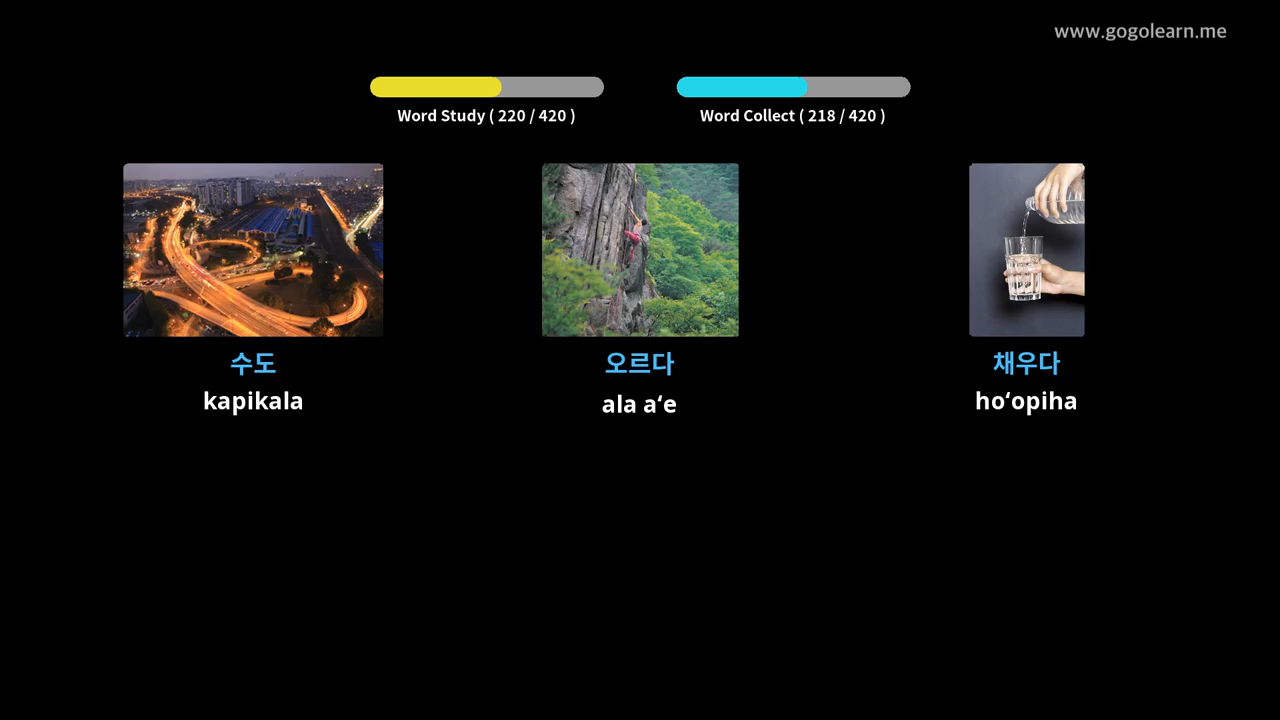 www.gogolearn.me
Word Study ( 220 / 420 )
Word Collect ( 218 / 420 )
수도
kapikala
오르다
ala aʻe
채우다
hoʻopiha